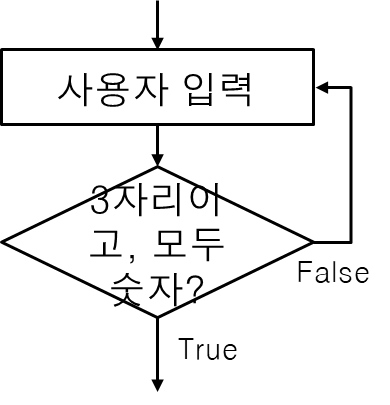 사용자 입력
3자리이
고, 모두
숫자?
False
True